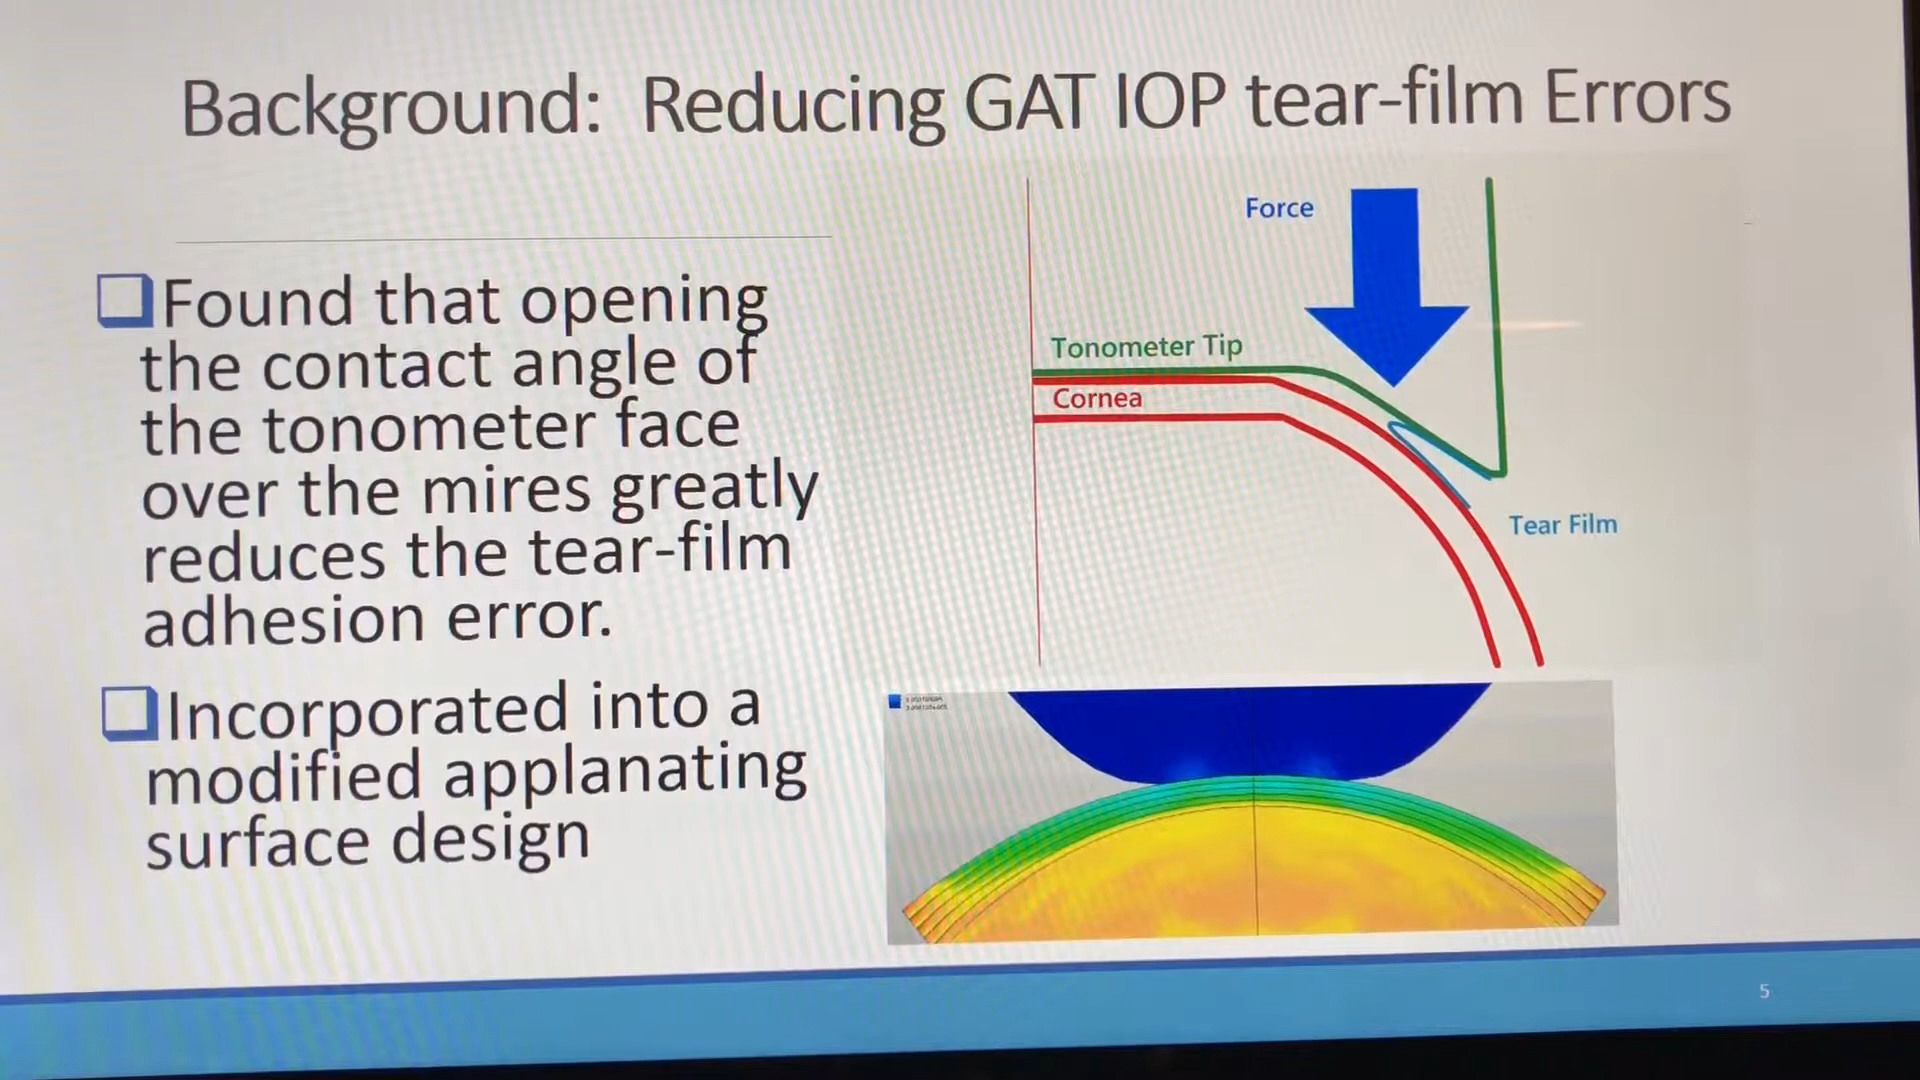 Background: Reducing GAT IOP tear-film Errors
Found that opening
the contact angle of
the tonometer face
over the mires greatly
reduces the tear-film
adhesion error.
Incorporated into a
modified applanating
surface design
Force
Tonometer Tip
Cornea
Tear Film
5